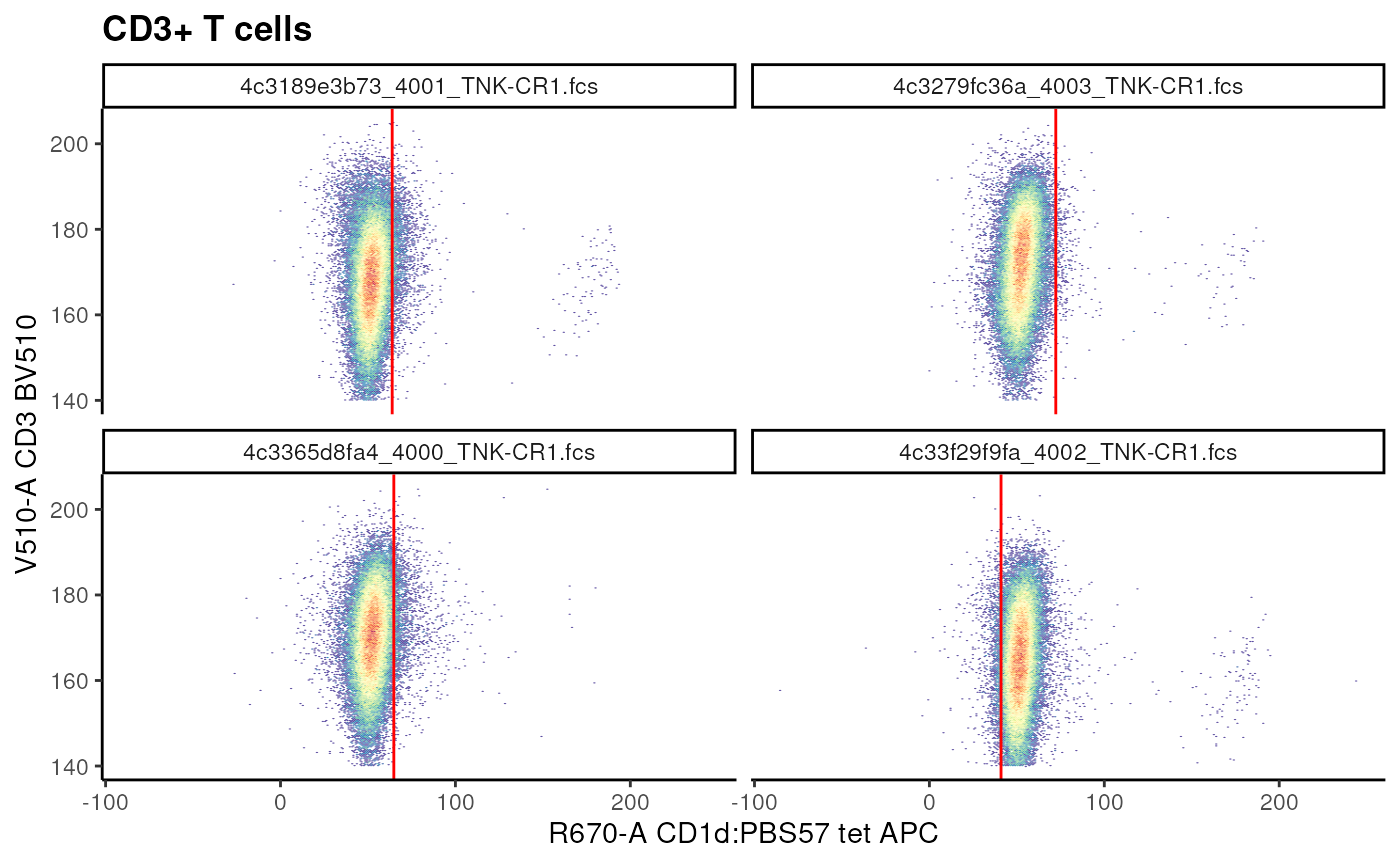 CD3+ T cells
4c3189e3b73_4001_TNK-CR1.fcs
4c3279fc36a_4003_TNK-CR1.fcs
200
180
160
140
4c3365d8fa4_4000_TNK-CR1.fcs
4c33f29f9fa_4002_TNK-CR1.fcs
200
180
160
140
V510-A CD3 BV510
-100 0 100 200 -100 0 100 200
R670-A CD1d:PBS57 tet APC